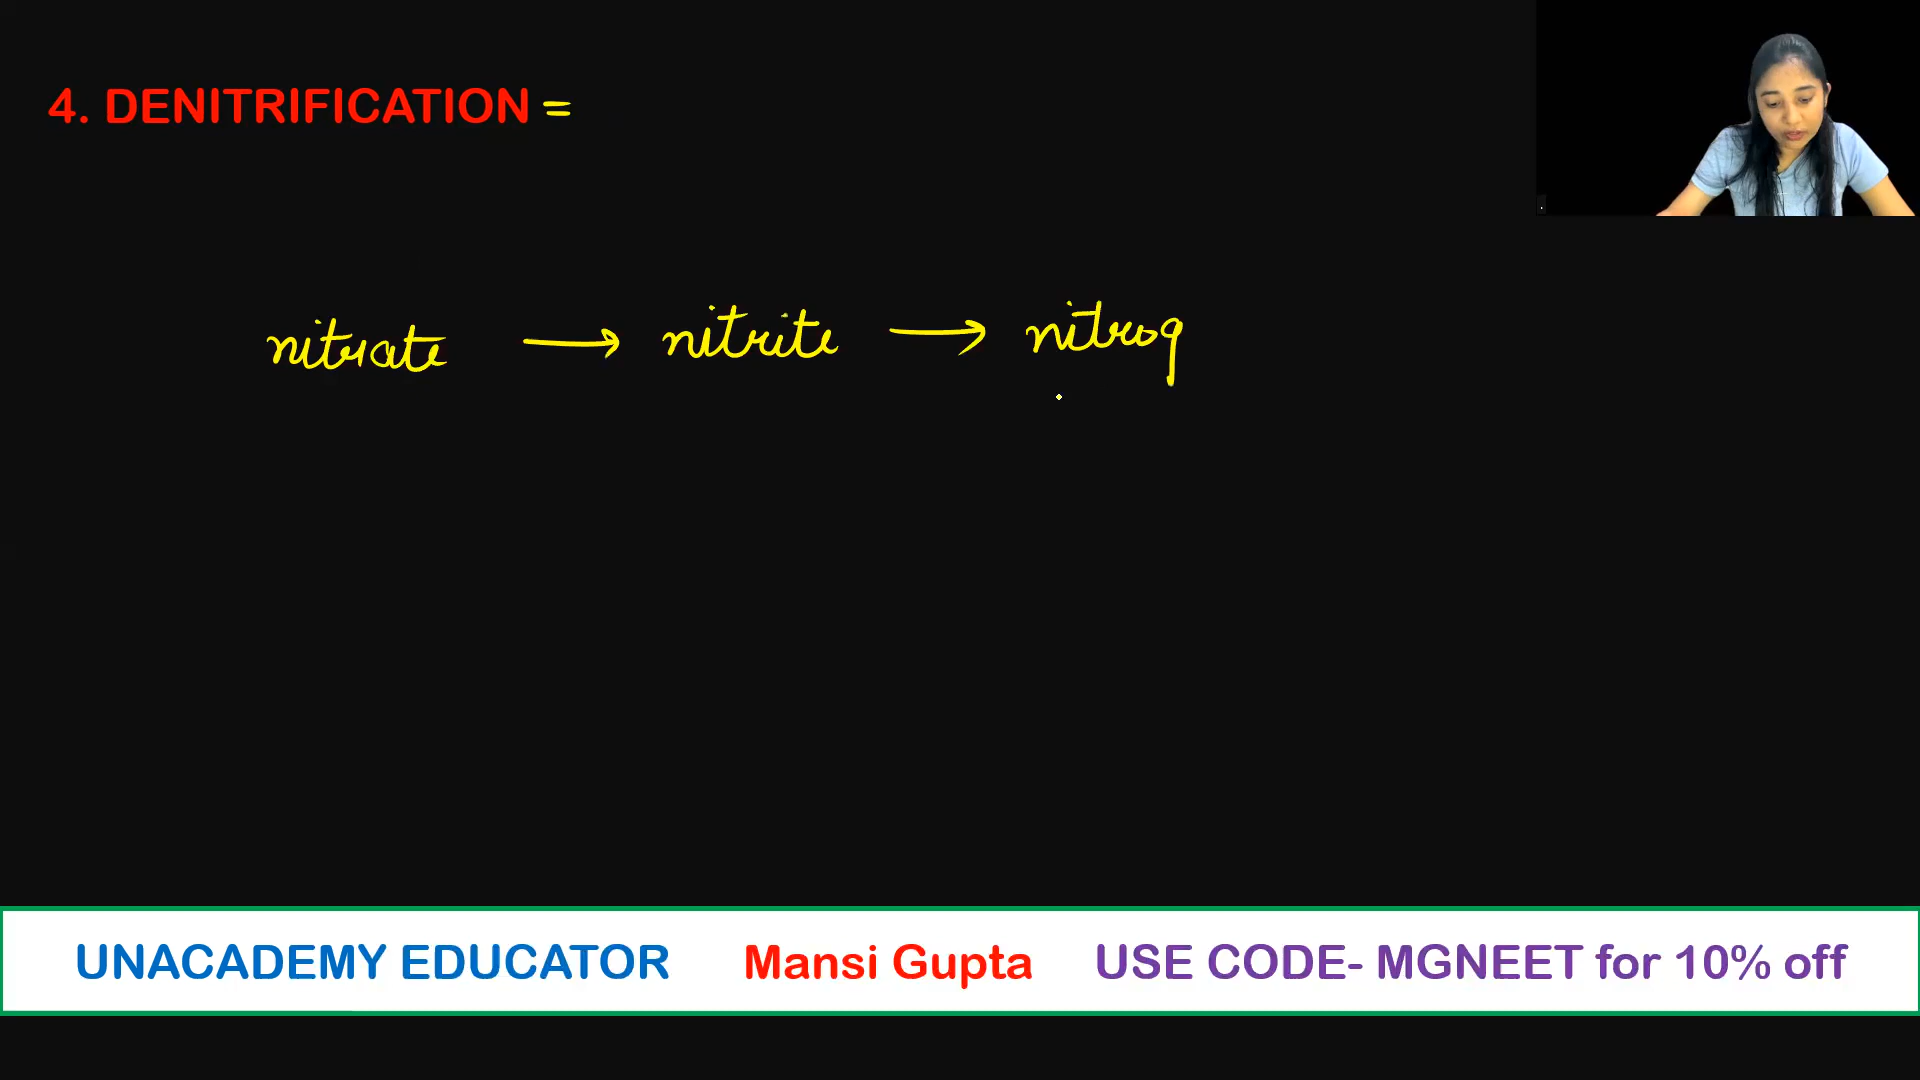 4. DENITRIFICATION =
nitrate → nitrite → nitrog
UNACADEMY EDUCATOR Mansi Gupta USE CODE- MGNEET for 10% off